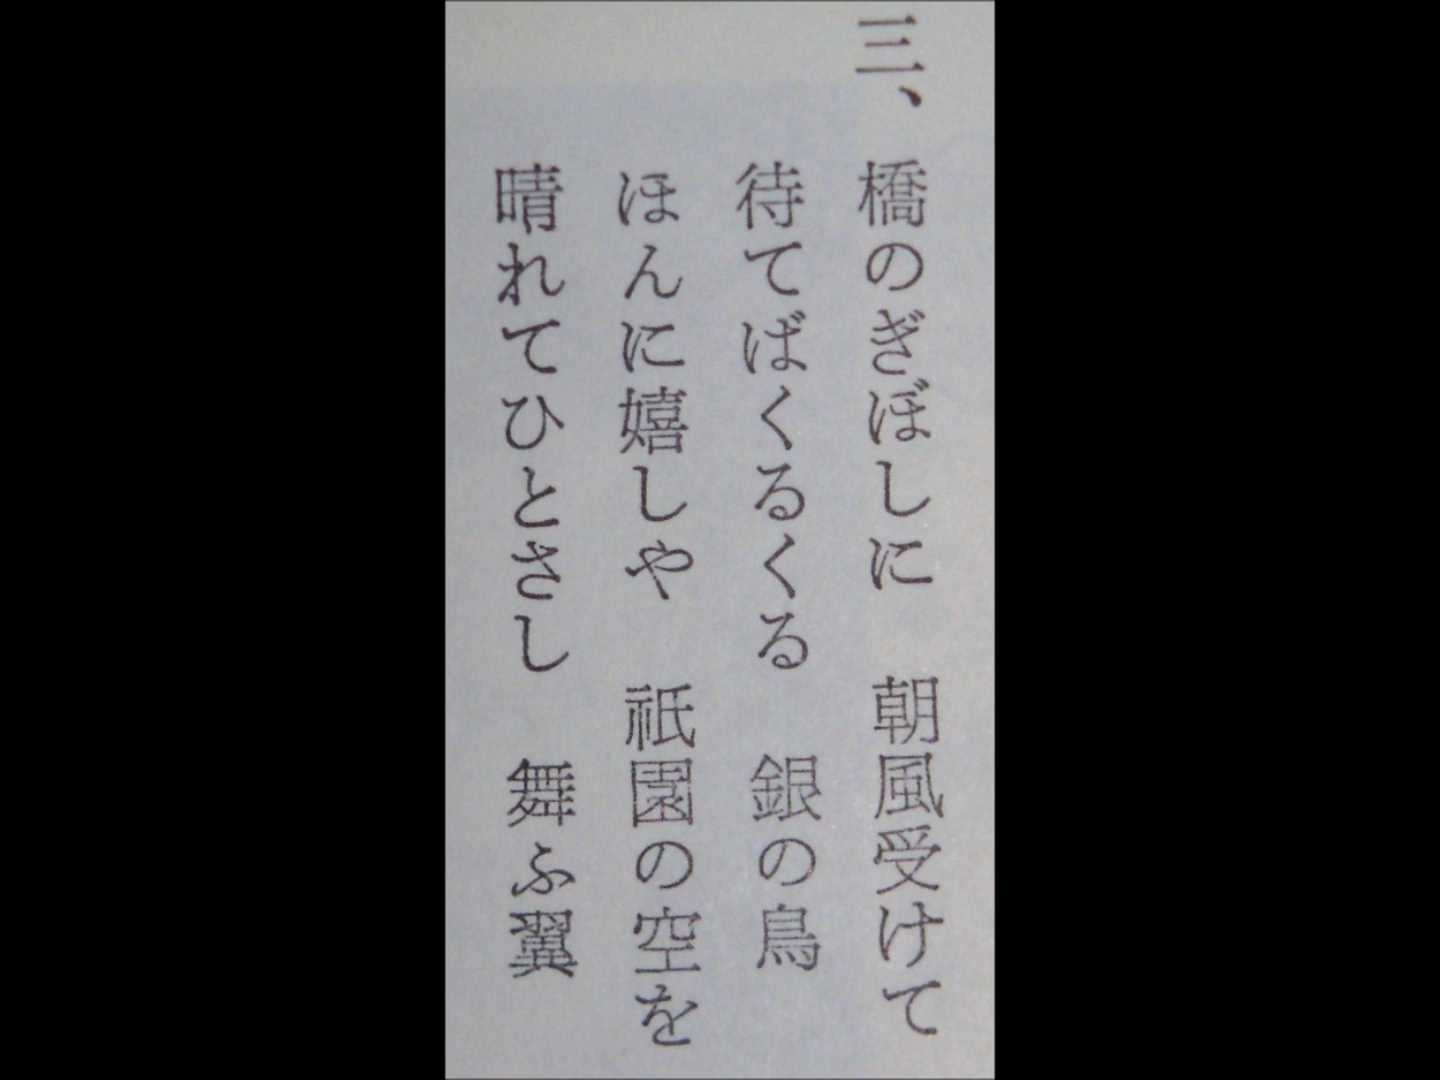 三、橋のぎぼしに　朝風受けて
待てばくるくる　銀の鳥
ほんに嬉しや　祇園の空を
晴れてひとさし　舞ふ翼